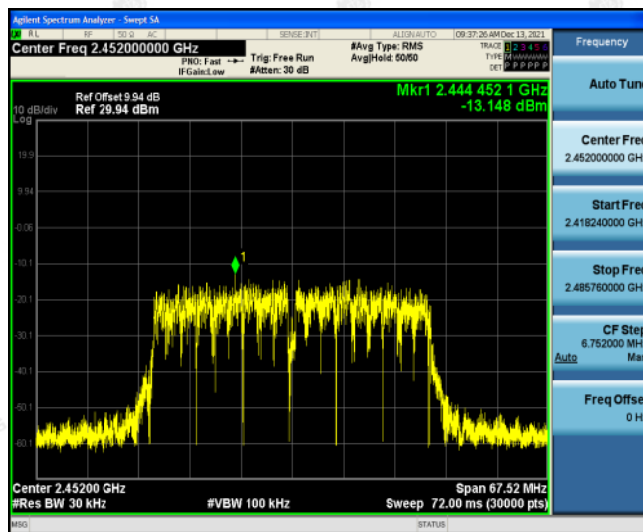 Agilent Spectrum Analyzer - Swept SA
RL RF 50 Ω AC SENSE:INT ALIGNAUTO 09:37:26 AM Dec 13, 2021
Center Freq 2.452000000 GHz
#Avg Type: RMS
TRACE 1 2 3 4 5 6
PNO: Fast
Trig: Free Run
Avg|Hold: 50/50
TYPE M
IFGain:Low
#Atten: 30 dB
DET P P P P P P
Mkr1 2.444 452 1 GHz
-13.148 dBm
Ref Offset 9.94 dB
10 dB/div
Ref 29.94 dBm
Log
19.9
9.94
-0.06
-10.1
-20.1
-30.1
-40.1
-50.1
-60.1
1
Center 2.45200 GHz
Span 67.52 MHz
#Res BW 30 kHz
#VBW 100 kHz
Sweep 72.00 ms (30000 pts)
MSG
STATUS
Frequency
Auto Tun
Center Fre
2.452000000 GH
Start Fre
2.418240000 GH
Stop Fre
2.485760000 GH
CF Step
6.752000 MH
Auto Ma
Freq Offse
0 H